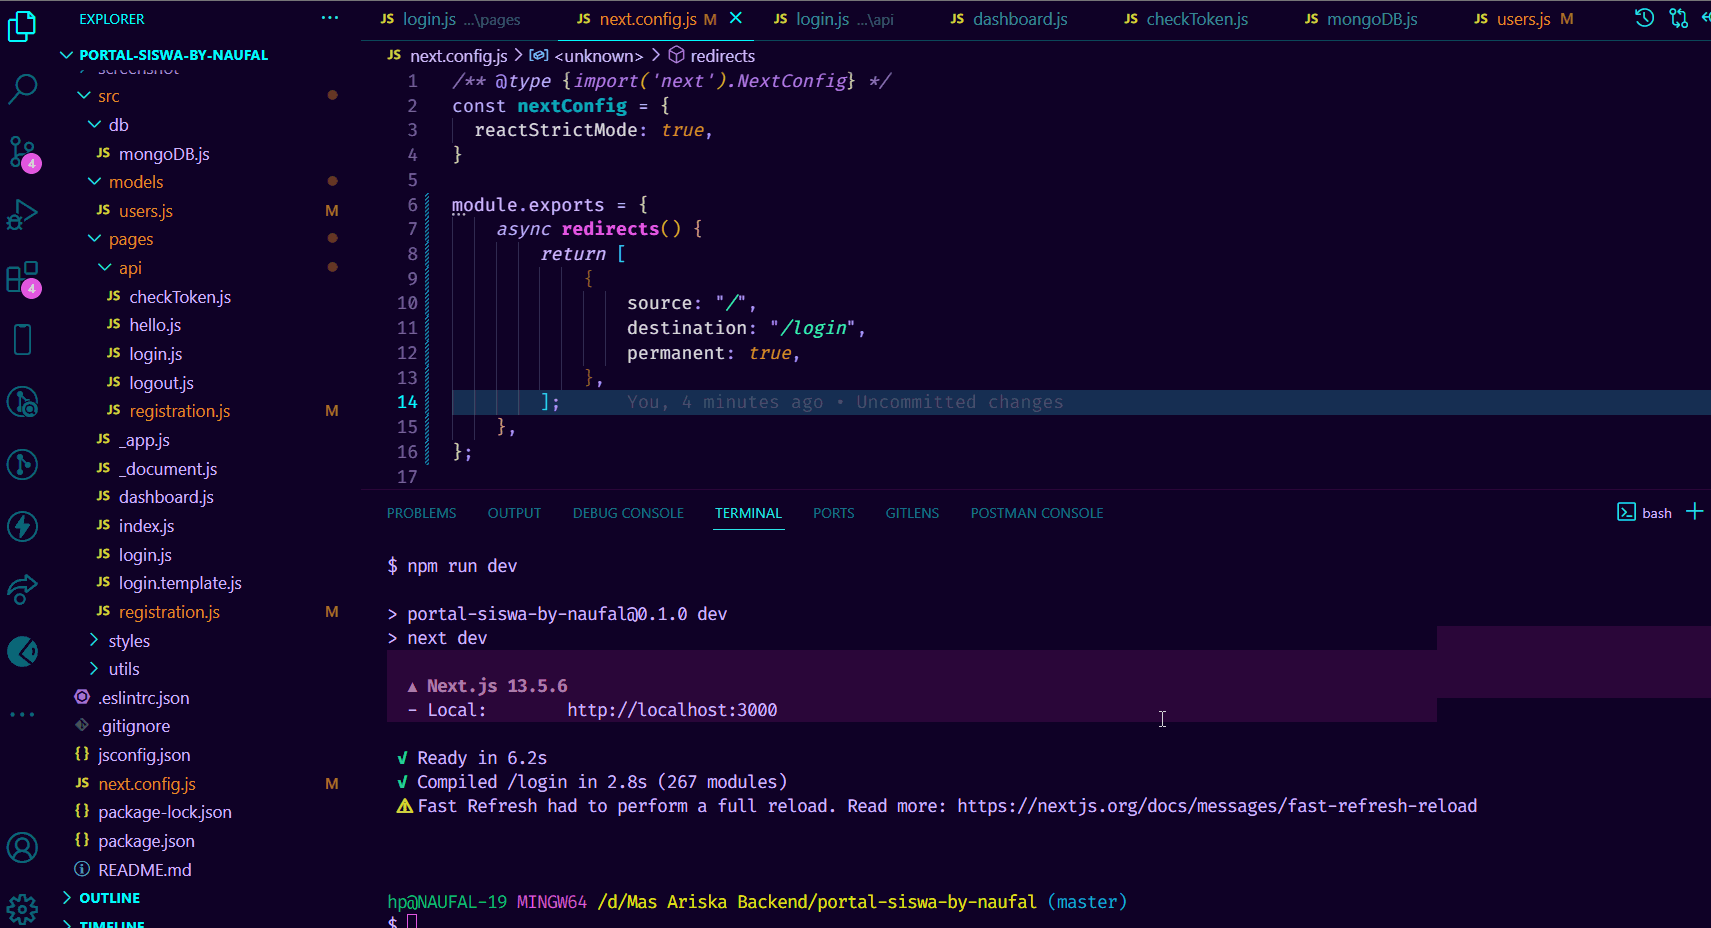 EXPLORER
PORTAL-SISWA-BY-NAUFAL
screenshot
src
db
JS mongoDB.js
models
JS users.js M
pages
api
JS checkToken.js
JS hello.js
JS login.js
JS logout.js
JS registration.js M
JS _app.js
JS _document.js
JS dashboard.js
JS index.js
JS login.js
JS login.template.js
JS registration.js M
styles
utils
.eslintrc.json
.gitignore
{} jsconfig.json
JS next.config.js M
{} package-lock.json
{} package.json
README.md
OUTLINE
TIMELINE
4
4
JS login.js ...\pages
JS next.config.js M
JS login.js ...\api
JS dashboard.js
JS checkToken.js
JS mongoDB.js
JS users.js M
JS next.config.js > <unknown> > redirects
1 /** @type {import('next').NextConfig} */
2 const nextConfig = {
3 reactStrictMode: true,
4 }
5
6 module.exports = {
7 async redirects() {
8 return [
9 {
10 source: "/",
11 destination: "/login",
12 permanent: true,
13 },
14 ]; You, 4 minutes ago • Uncommitted changes
15 },
16 };
17
PROBLEMS OUTPUT DEBUG CONSOLE TERMINAL PORTS GITLENS POSTMAN CONSOLE
bash
$ npm run dev
> portal-siswa-by-naufal@0.1.0 dev
> next dev
▲ Next.js 13.5.6
- Local: http://localhost:3000
√ Ready in 6.2s
√ Compiled /login in 2.8s (267 modules)
⚠ Fast Refresh had to perform a full reload. Read more: https://nextjs.org/docs/messages/fast-refresh-reload
hp@NAUFAL-19 MINGW64 /d/Mas Ariska Backend/portal-siswa-by-naufal (master)
$